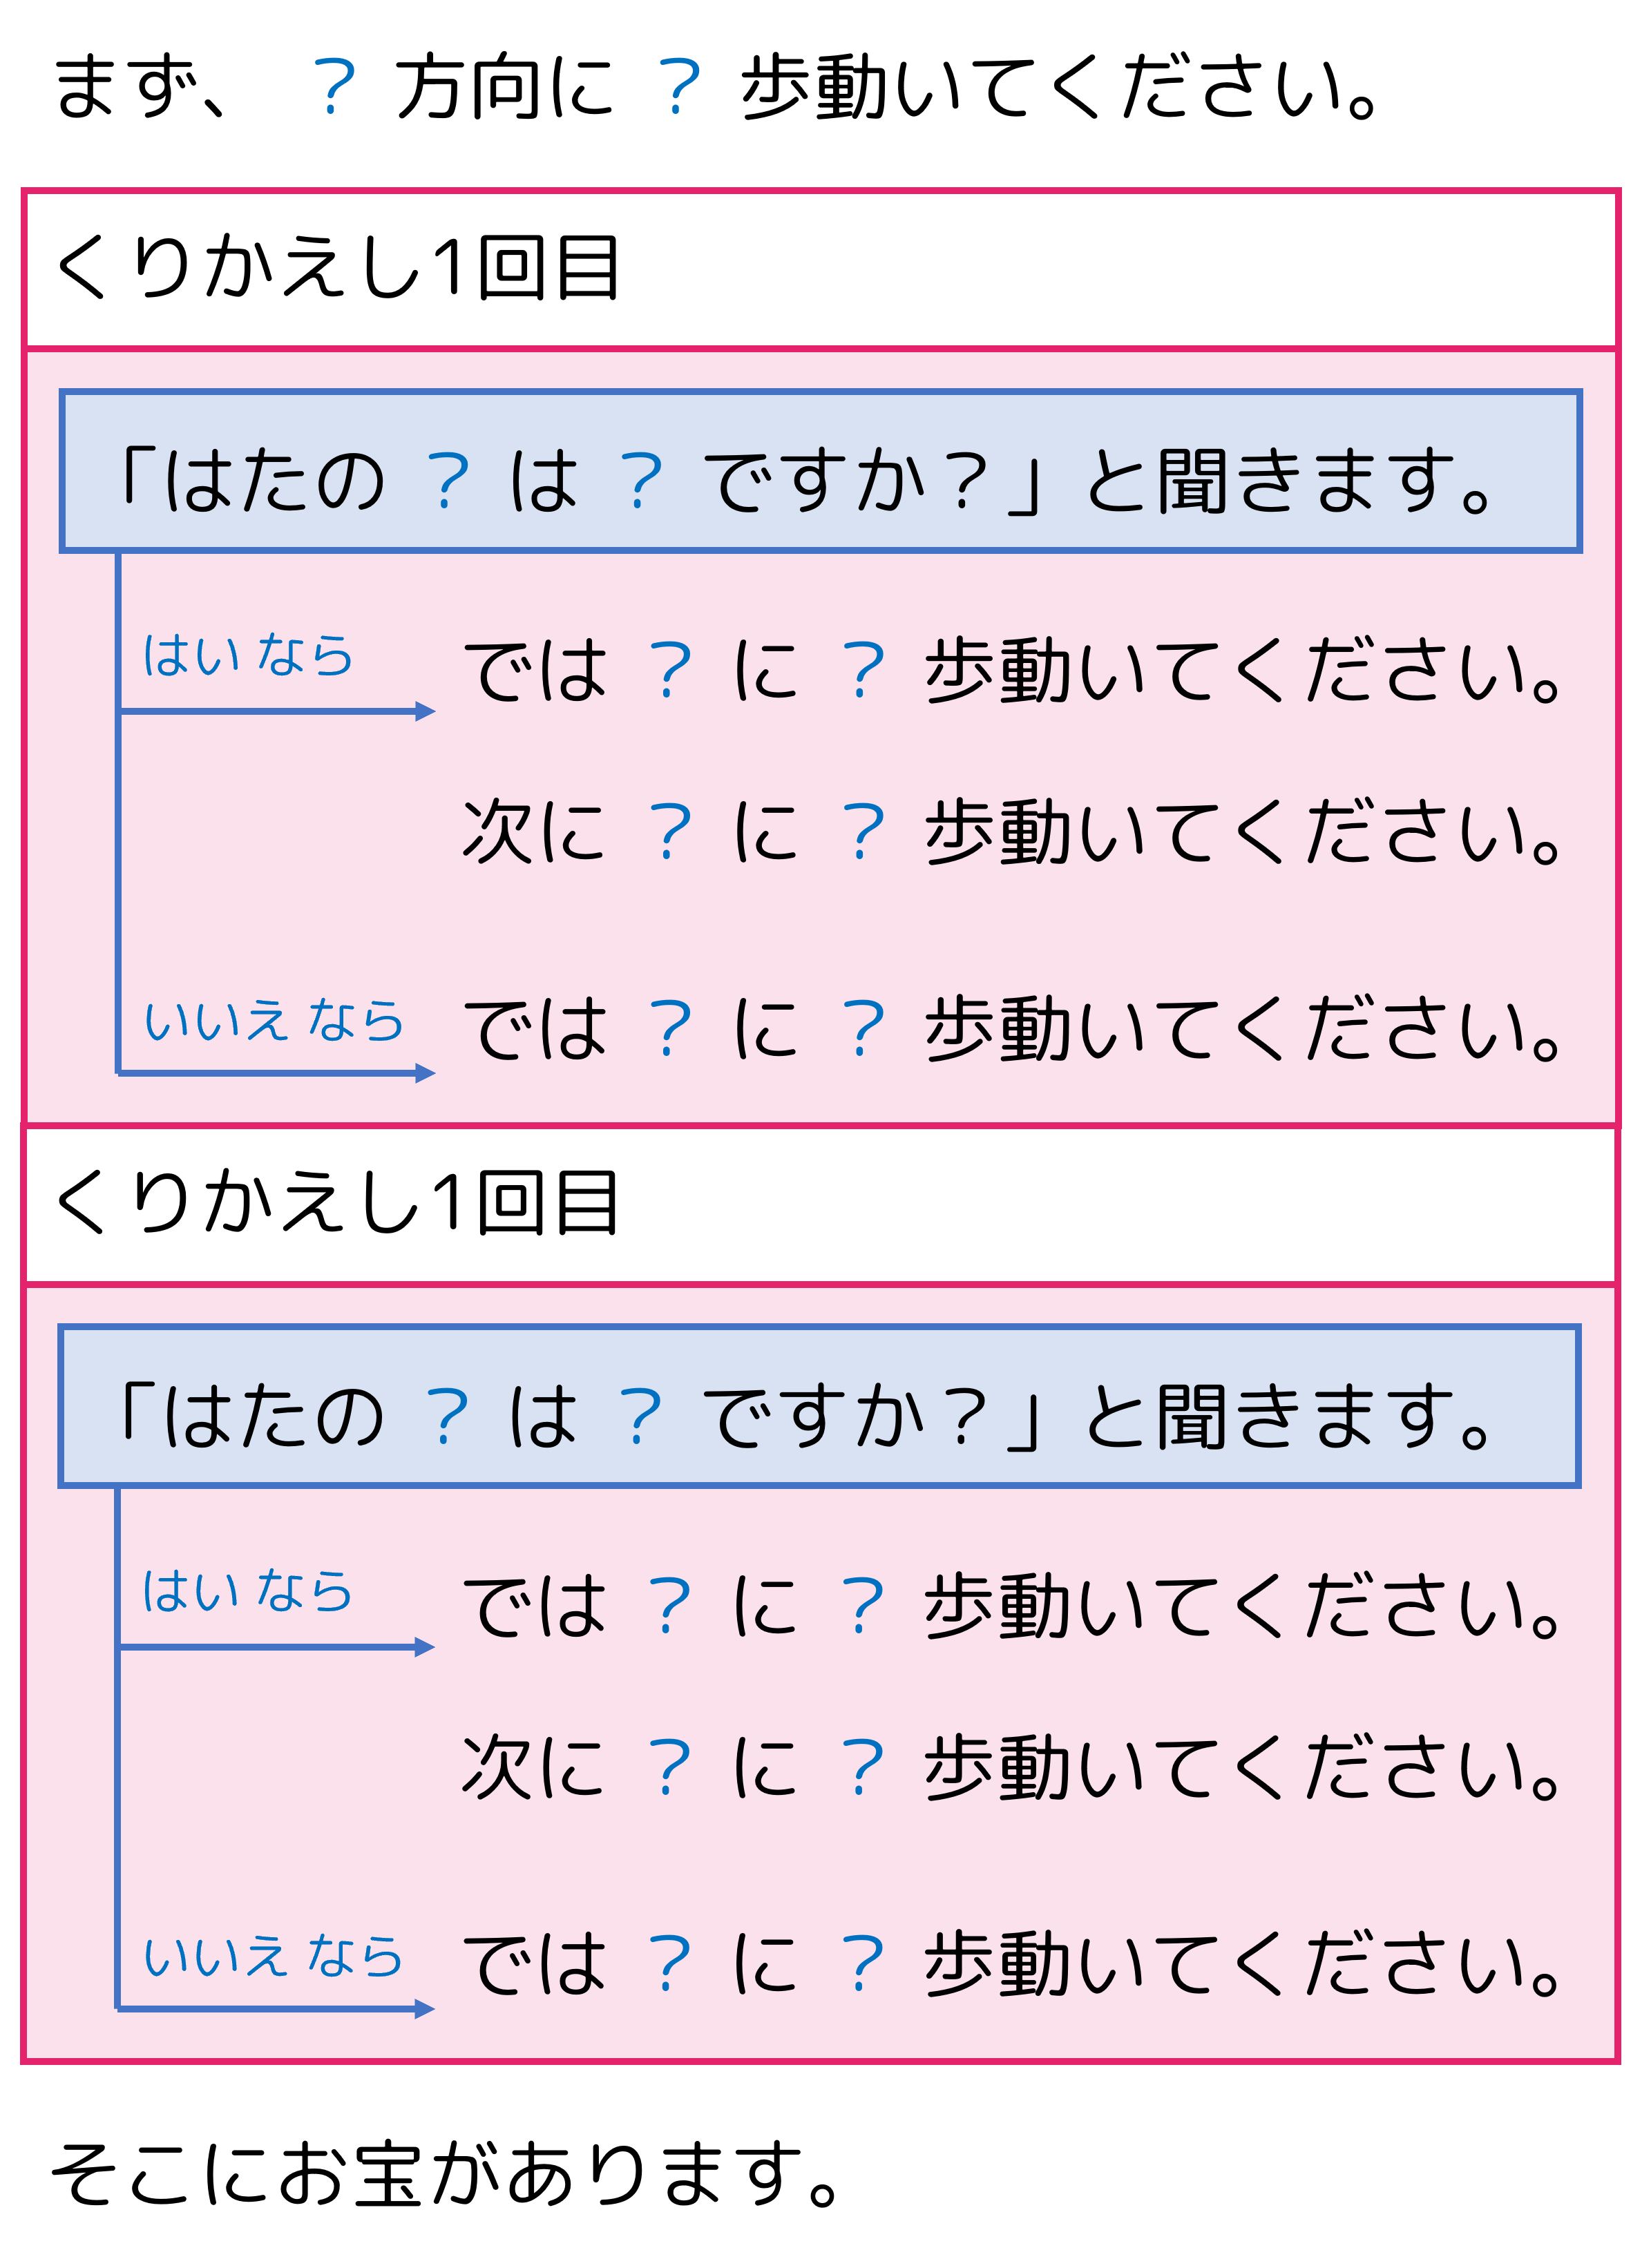 まず、 ? 方向に ? 歩動いてください。
くりかえし1回目
「はたの ? は ? ですか?」と聞きます。
はい なら
では ? に ? 歩動いてください。
次に ? に ? 歩動いてください。
いいえ なら
では ? に ? 歩動いてください。
くりかえし1回目
「はたの ? は ? ですか?」と聞きます。
はい なら
では ? に ? 歩動いてください。
次に ? に ? 歩動いてください。
いいえ なら
では ? に ? 歩動いてください。
そこにお宝があります。